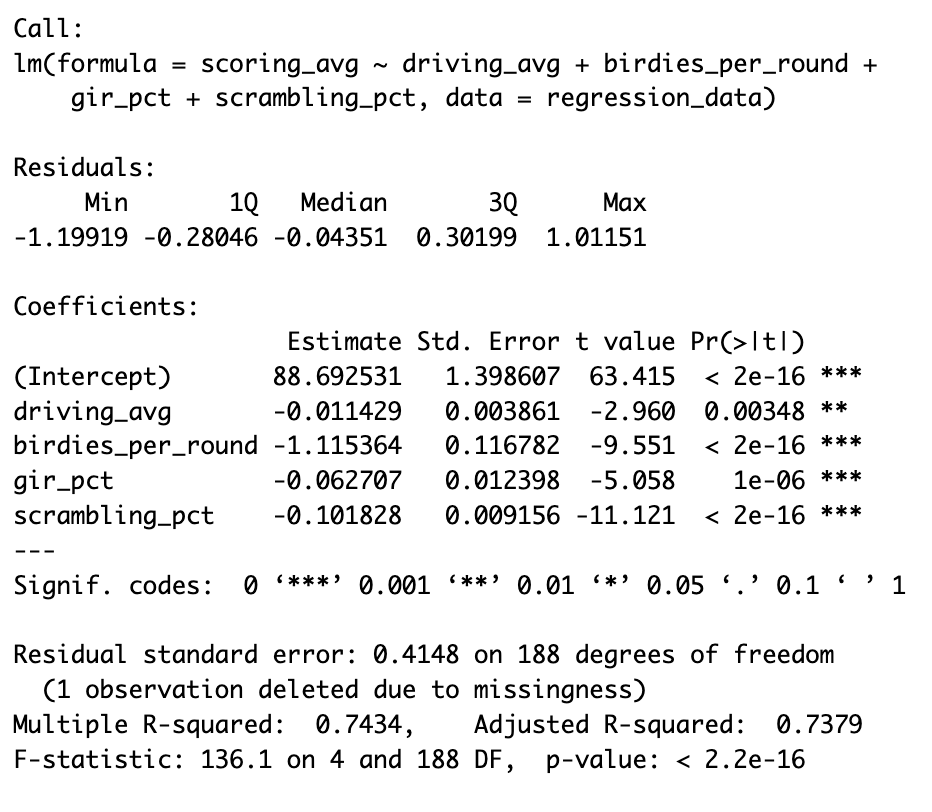 Call:
lm(formula = scoring_avg ~ driving_avg + birdies_per_round +
    gir_pct + scrambling_pct, data = regression_data)

Residuals:
     Min       1Q   Median       3Q      Max
-1.19919 -0.28046 -0.04351  0.30199  1.01151

Coefficients:
                  Estimate Std. Error t value Pr(>|t|)
(Intercept)       88.692531   1.398607  63.415  < 2e-16 ***
driving_avg       -0.011429   0.003861  -2.960  0.00348 **
birdies_per_round -1.115364   0.116782  -9.551  < 2e-16 ***
gir_pct           -0.062707   0.012398  -5.058    1e-06 ***
scrambling_pct    -0.101828   0.009156 -11.121  < 2e-16 ***
---
Signif. codes:  0 ‘***’ 0.001 ‘**’ 0.01 ‘*’ 0.05 ‘.’ 0.1 ‘ ’ 1

Residual standard error: 0.4148 on 188 degrees of freedom
  (1 observation deleted due to missingness)
Multiple R-squared:  0.7434,    Adjusted R-squared:  0.7379
F-statistic: 136.1 on 4 and 188 DF,  p-value: < 2.2e-16